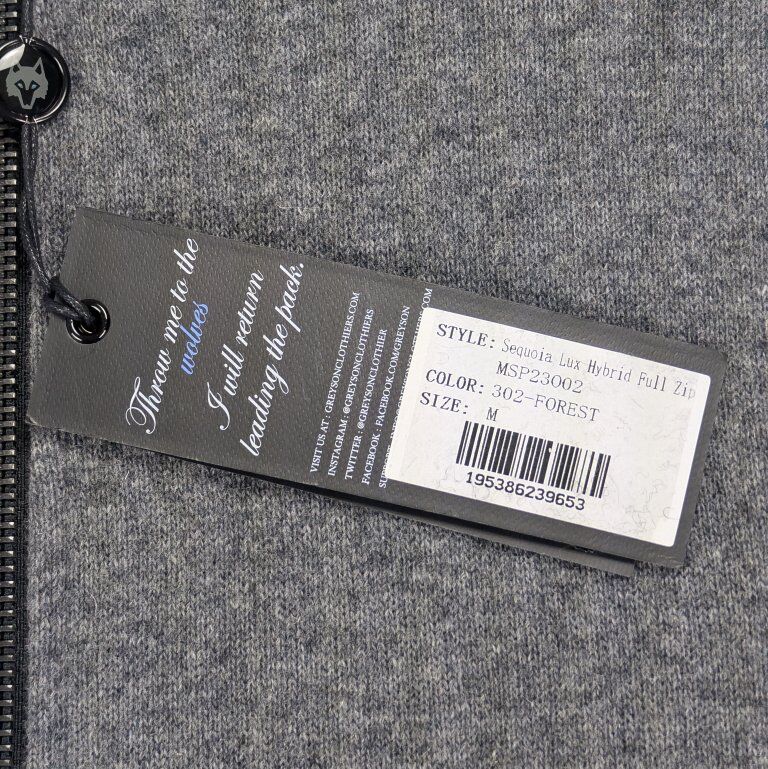 Throw me to the
wolves
I will return
leading the pack.
VISIT US AT : GREYSONCLOTHIERS.COM
INSTAGRAM : @GREYSONCLOTHIERS
TWITTER : @GREYSONCLOTHIER
FACEBOOK : FACEBOOK.COM/GREYSON
STYLE: Sequoia Lux Hybrid Full Zip
MSP23002
COLOR: 302-FOREST
SIZE: M
195386239653